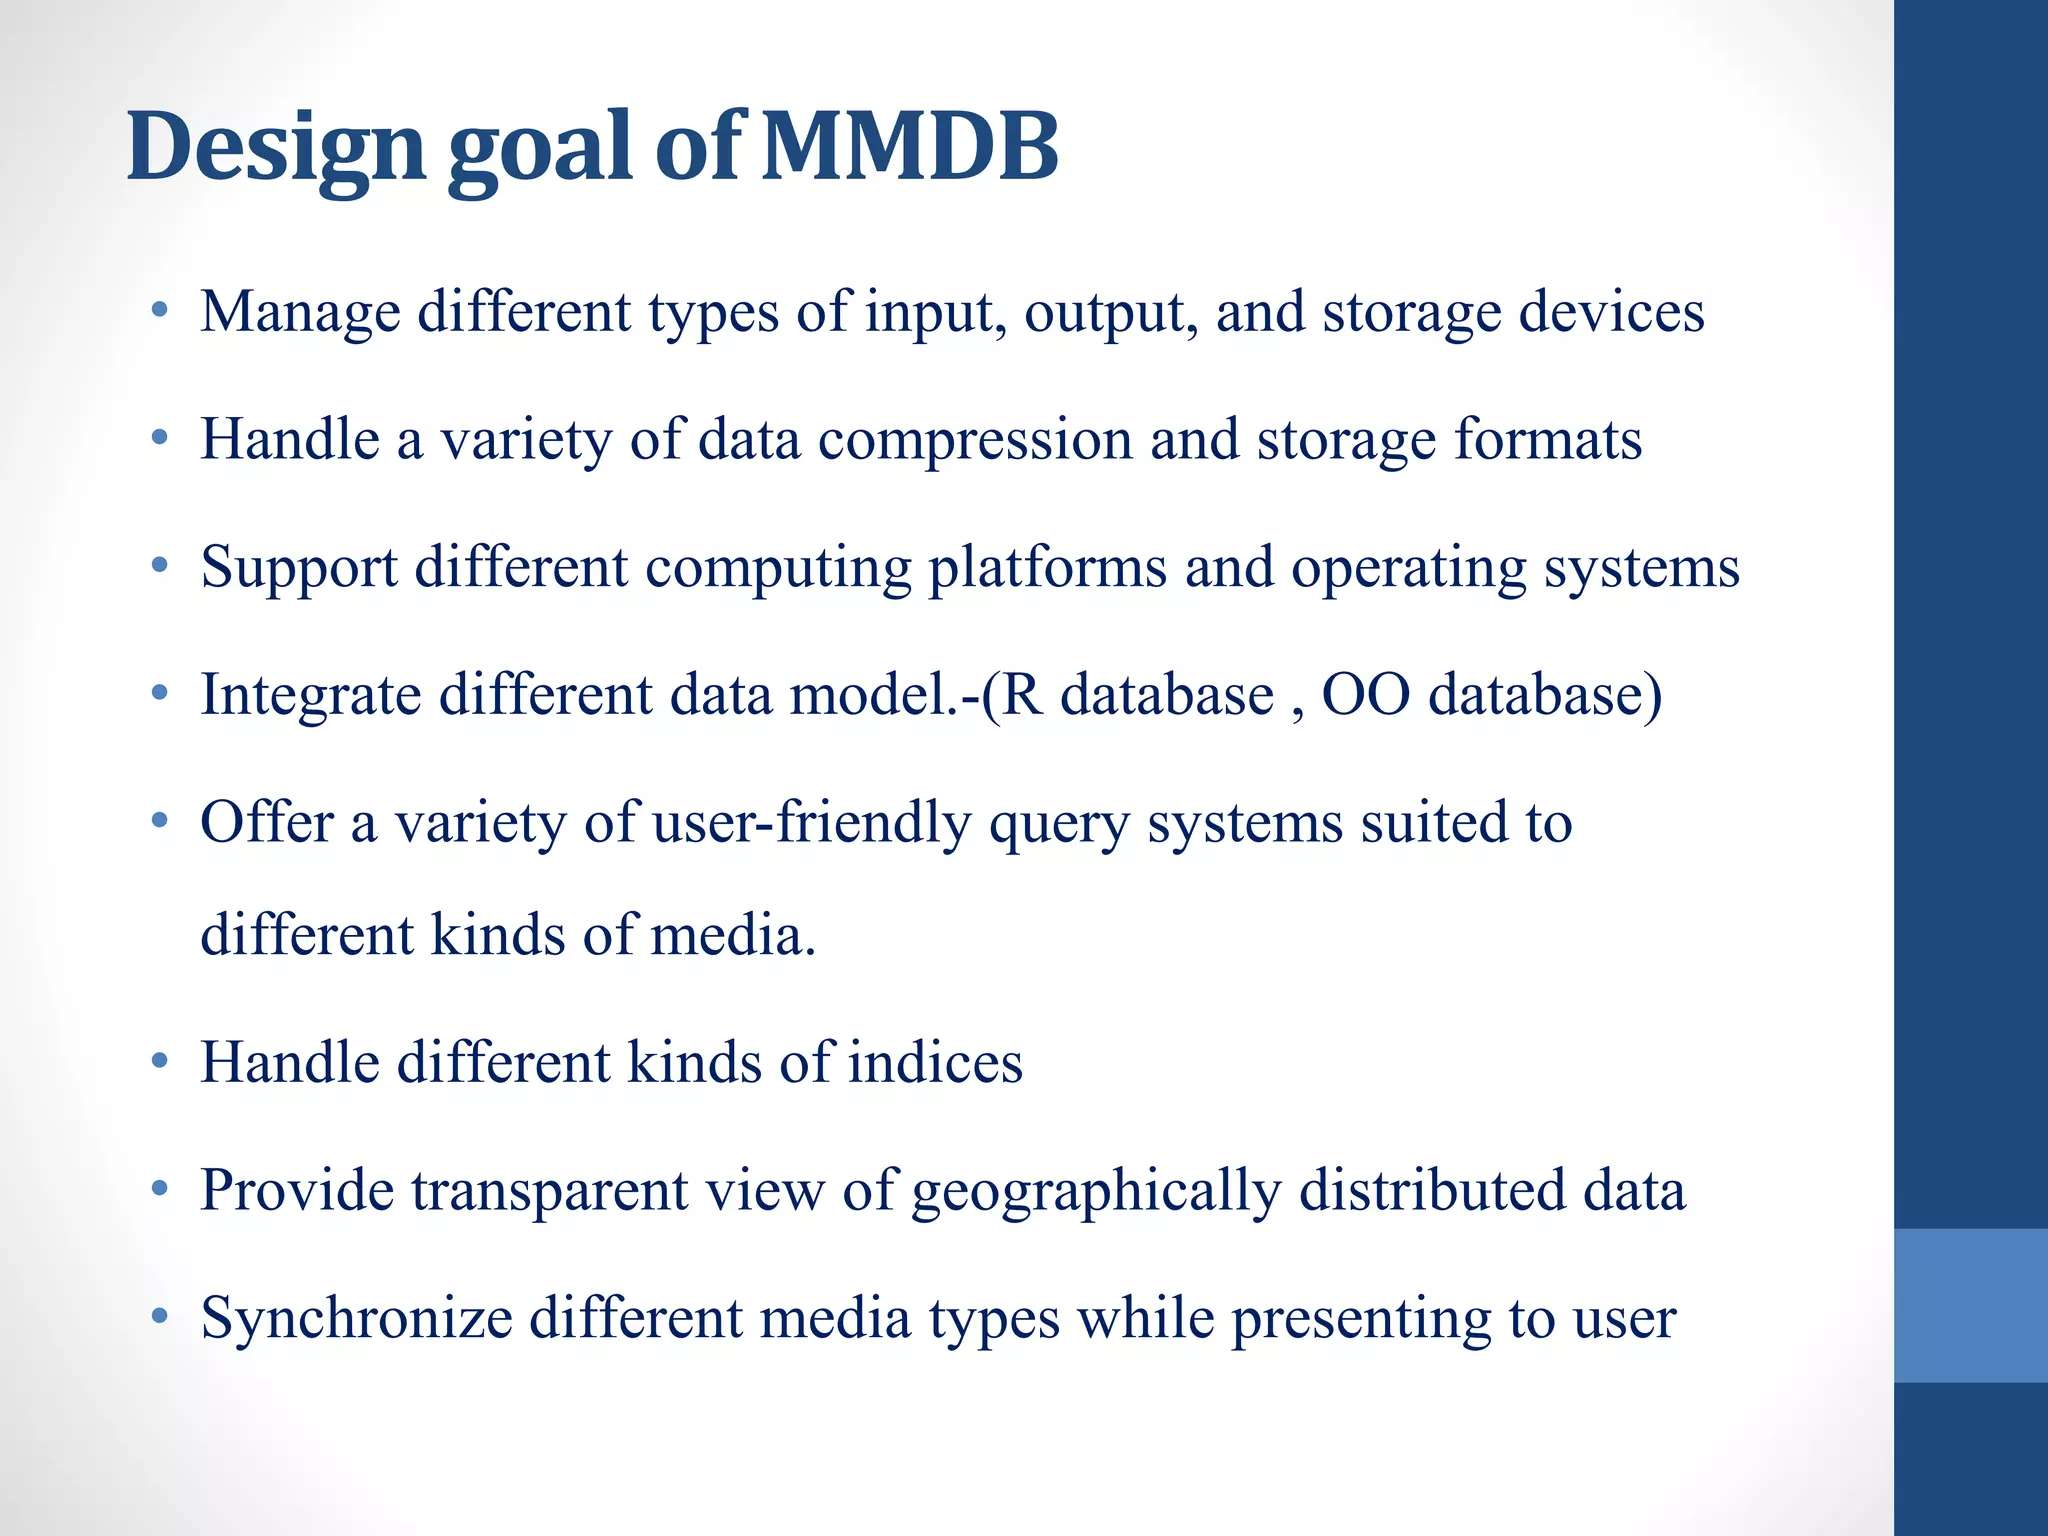 Design goal of MMDB
• Manage different types of input, output, and storage devices
• Handle a variety of data compression and storage formats
• Support different computing platforms and operating systems
• Integrate different data model.-(R database , OO database)
• Offer a variety of user-friendly query systems suited to
different kinds of media.
• Handle different kinds of indices
• Provide transparent view of geographically distributed data
• Synchronize different media types while presenting to user